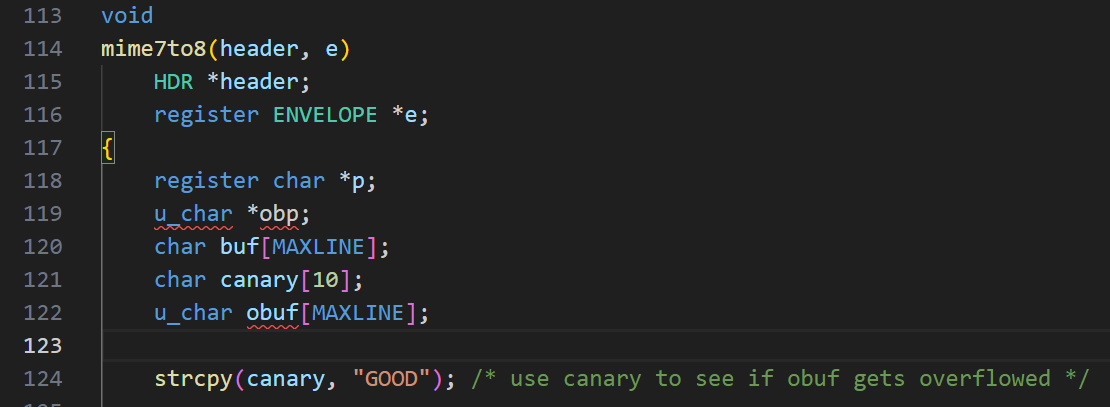 113 void
114 mime7to8(header, e)
115     HDR *header;
116     register ENVELOPE *e;
117 {
118     register char *p;
119     u_char *obp;
120     char buf[MAXLINE];
121     char canary[10];
122     u_char obuf[MAXLINE];
123
124     strcpy(canary, "GOOD"); /* use canary to see if obuf gets overflowed */